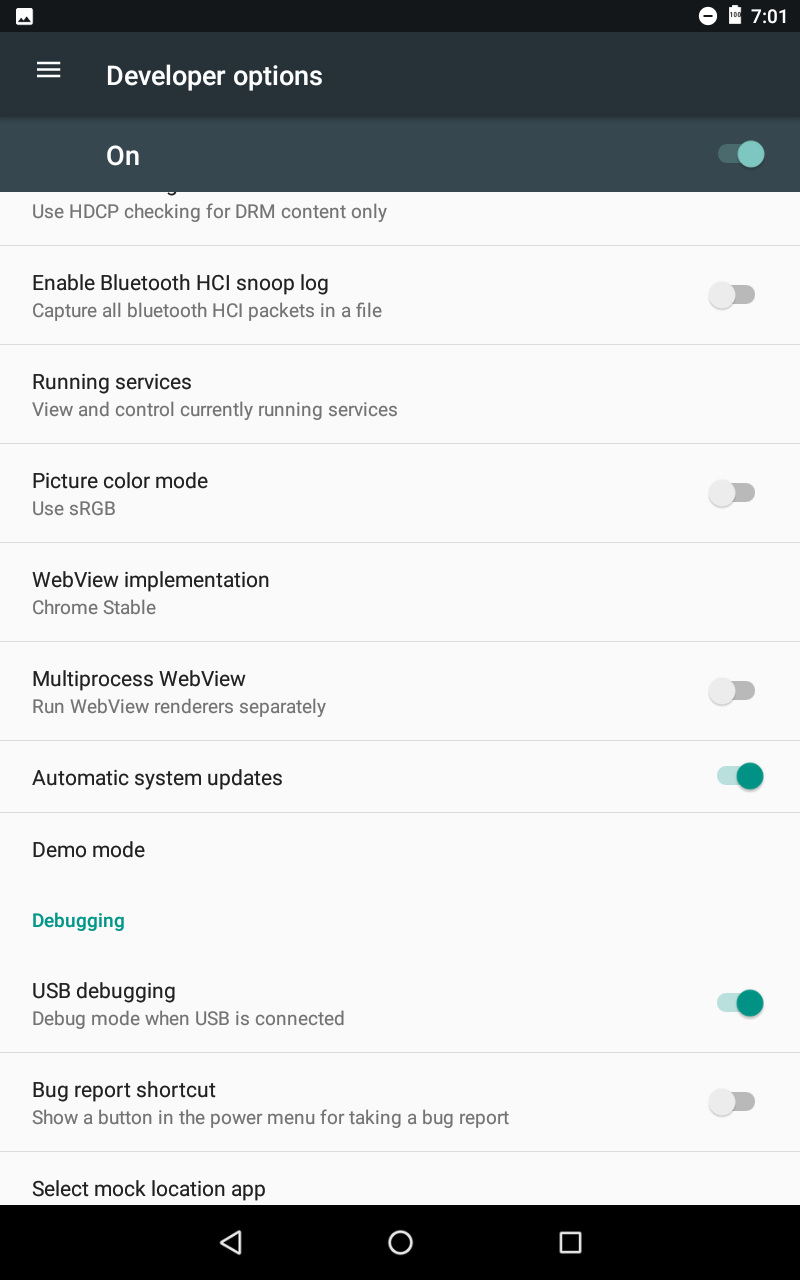 100 7:01
Developer options
On
Use HDCP checking for DRM content only
Enable Bluetooth HCI snoop log
Capture all bluetooth HCI packets in a file
Running services
View and control currently running services
Picture color mode
Use sRGB
WebView implementation
Chrome Stable
Multiprocess WebView
Run WebView renderers separately
Automatic system updates
Demo mode
Debugging
USB debugging
Debug mode when USB is connected
Bug report shortcut
Show a button in the power menu for taking a bug report
Select mock location app